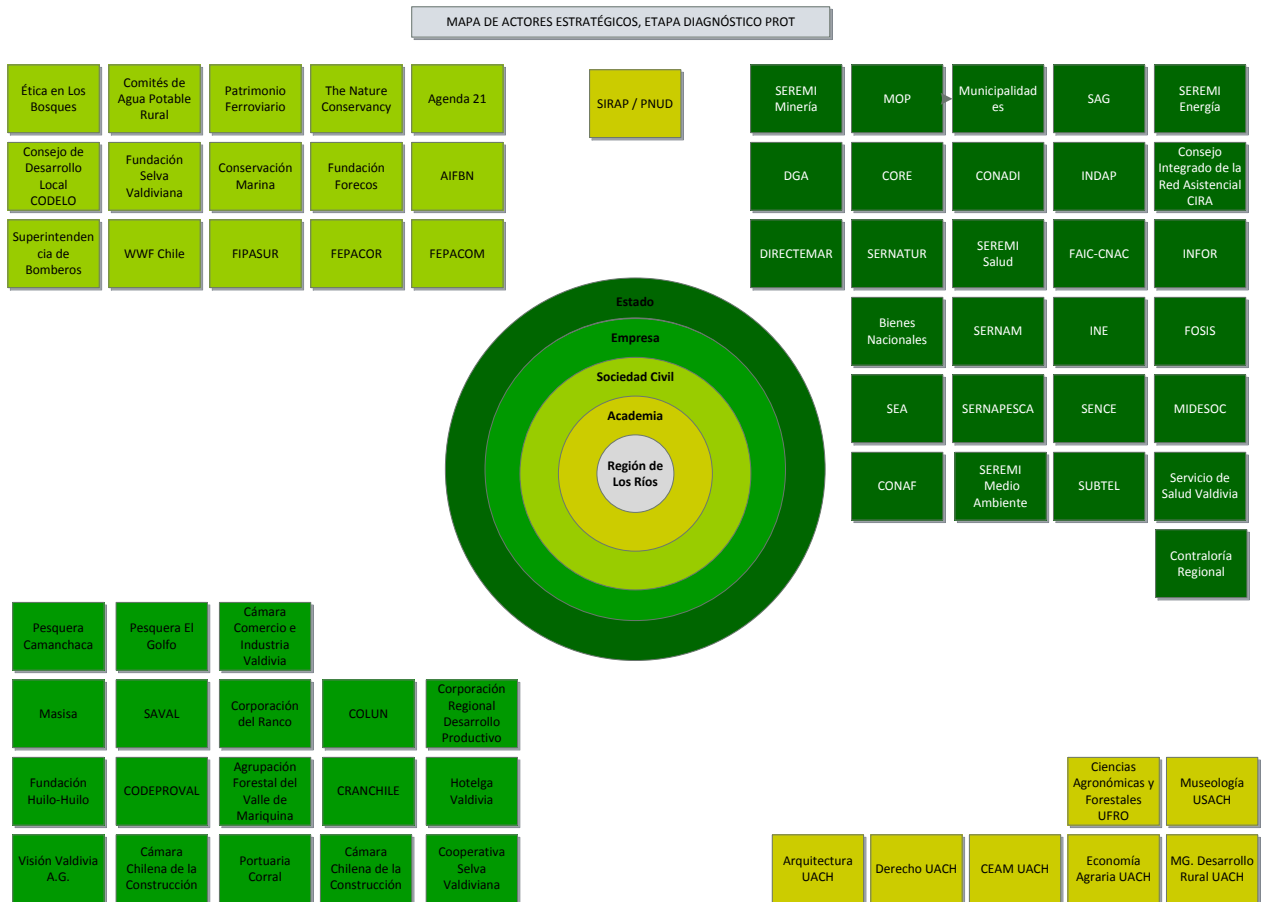 MAPA DE ACTORES ESTRATÉGICOS, ETAPA DIAGNÓSTICO PROT
Ética en Los
Bosques
Comités de
Agua Potable
Rural
Patrimonio
Ferroviario
The Nature
Conservancy
Agenda 21
Consejo de
Desarrollo
Local
CODELO
Fundación
Selva
Valdiviana
Conservación
Marina
Fundación
Forecos
AIFBN
Superintenden
cia de
Bomberos
WWF Chile
FIPASUR
FEPACOR
FEPACOM
SIRAP / PNUD
SEREMI
Minería
MOP
Municipalidad
es
SAG
SEREMI
Energía
DGA
CORE
CONADI
INDAP
Consejo
Integrado de la
Red Asistencial
CIRA
DIRECTEMAR
SERNATUR
SEREMI
Salud
FAIC-CNAC
INFOR
Bienes
Nacionales
SERNAM
INE
FOSIS
SEA
SERNAPESCA
SENCE
MIDESOC
CONAF
SEREMI
Medio
Ambiente
SUBTEL
Servicio de
Salud Valdivia
Contraloría
Regional
Estado
Empresa
Sociedad Civil
Academia
Región de
Los Ríos
Pesquera
Camanchaca
Pesquera El
Golfo
Cámara
Comercio e
Industria
Valdivia
Masisa
SAVAL
Corporación
del Ranco
COLUN
Corporación
Regional
Desarrollo
Productivo
Fundación
Huilo-Huilo
CODEPROVAL
Agrupación
Forestal del
Valle de
Mariquina
CRANCHILE
Hotelga
Valdivia
Visión Valdivia
A.G.
Cámara
Chilena de la
Construcción
Portuaria
Corral
Cámara
Chilena de la
Construcción
Cooperativa
Selva
Valdiviana
Ciencias
Agronómicas y
Forestales
UFRO
Museología
USACH
Arquitectura
UACH
Derecho UACH
CEAM UACH
Economía
Agraria UACH
MG. Desarrollo
Rural UACH